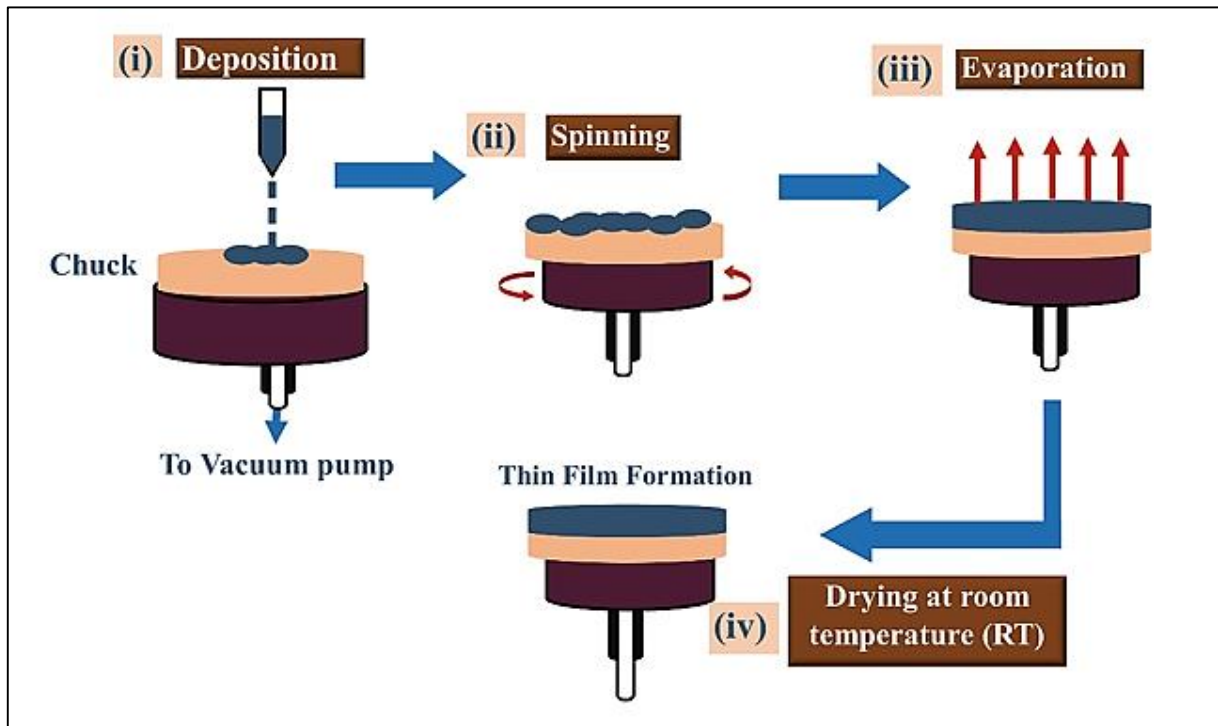 (i) Deposition
(ii) Spinning
(iii) Evaporation
Chuck
To Vacuum pump
Thin Film Formation
(iv) Drying at room
temperature (RT)